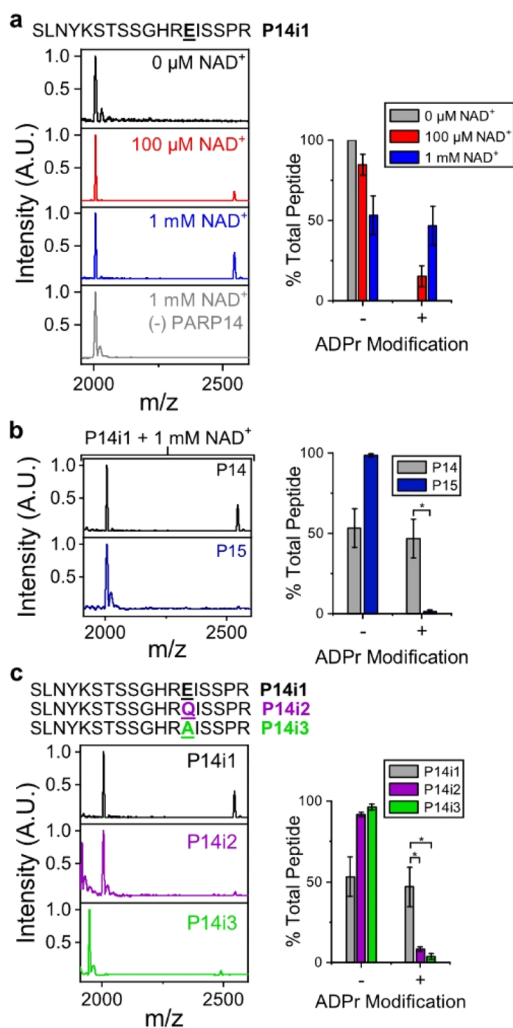 a
SLNYKSTSSGHREISSPR P14i1
Intensity (A.U.)
1.0
0.5
0 µM NAD+
1.0
0.5
100 µM NAD+
1.0
0.5
1 mM NAD+
1.0
0.5
1 mM NAD+
(-) PARP14
2000 2500
m/z
0 µM NAD+
100 µM NAD+
1 mM NAD+
% Total Peptide
100
50
0
- +
ADPr Modification
b
P14i1 + 1 mM NAD+
Intensity (A.U.)
1.0
0.5
P14
1.0
0.5
P15
2000 2500
m/z
P14
P15
% Total Peptide
100
50
0
*
- +
ADPr Modification
c
SLNYKSTSSGHREISSPR P14i1
SLNYKSTSSGHRQISSPR P14i2
SLNYKSTSSGHRAISSPR P14i3
Intensity (A.U.)
1.0
0.5
P14i1
1.0
0.5
P14i2
1.0
0.5
P14i3
2000 2500
m/z
P14i1
P14i2
P14i3
% Total Peptide
100
50
0
*
*
- +
ADPr Modification